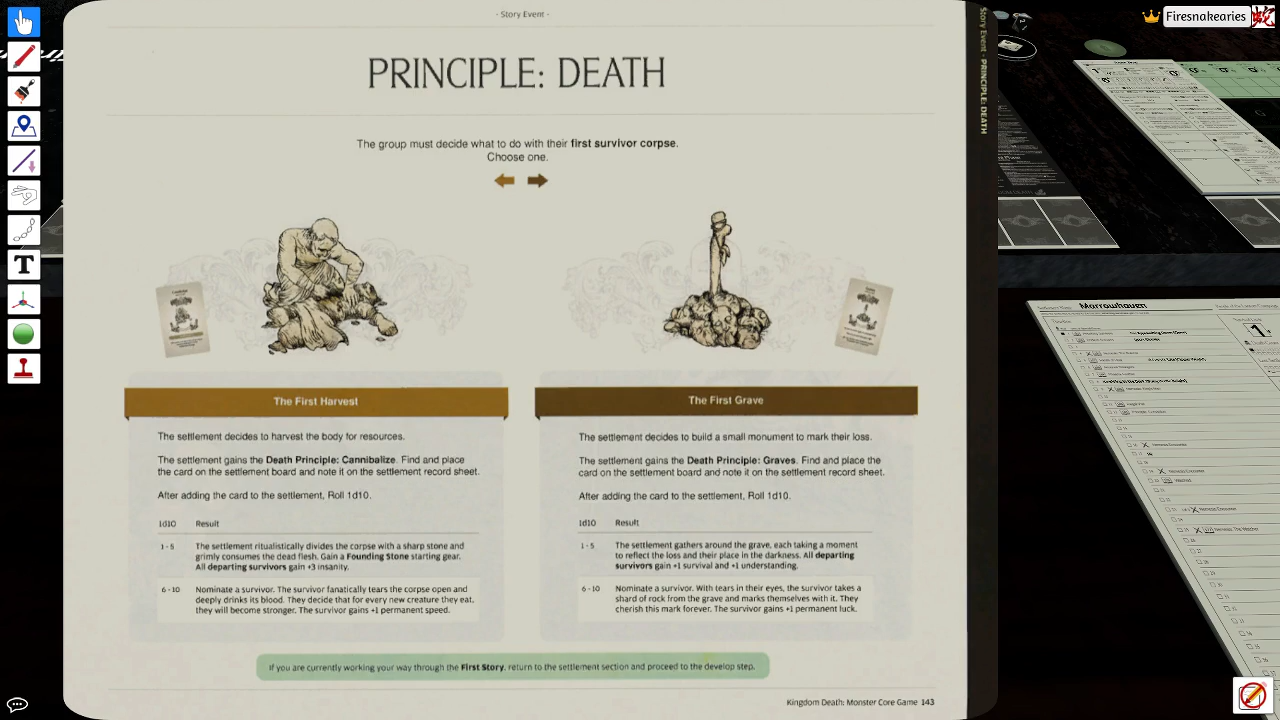 - Story Event -
PRINCIPLE: DEATH
The group must decide what to do with their first survivor corpse.
Choose one.
The First Harvest
The settlement decides to harvest the body for resources.
The settlement gains the Death Principle: Cannibalize. Find and place
the card on the settlement board and note it on the settlement record sheet.
After adding the card to the settlement, Roll 1d10.
1d10 Result
1 - 5 The settlement ritualistically divides the corpse with a sharp stone and
grimly consumes the dead flesh. Gain a Founding Stone starting gear.
All departing survivors gain +3 insanity.
6 - 10 Nominate a survivor. The survivor fanatically tears the corpse open and
deeply drinks its blood. They decide that for every new creature they eat,
they will become stronger. The survivor gains +1 permanent speed.
The First Grave
The settlement decides to build a small monument to mark their loss.
The settlement gains the Death Principle: Graves. Find and place the
card on the settlement board and note it on the settlement record sheet.
After adding the card to the settlement, Roll 1d10.
1d10 Result
1 - 5 The settlement gathers around the grave, each taking a moment
to reflect the loss and their place in the darkness. All departing
survivors gain +1 survival and +1 understanding.
6 - 10 Nominate a survivor. With tears in their eyes, the survivor takes a
shard of rock from the grave and marks themselves with it. They
cherish this mark forever. The survivor gains +1 permanent luck.
If you are currently working your way through the First Story, return to the settlement section and proceed to the develop step.
Kingdom Death: Monster Core Game 143
Story Event - PRINCIPLE: DEATH
Firesnakearies
Morrowhaven
T